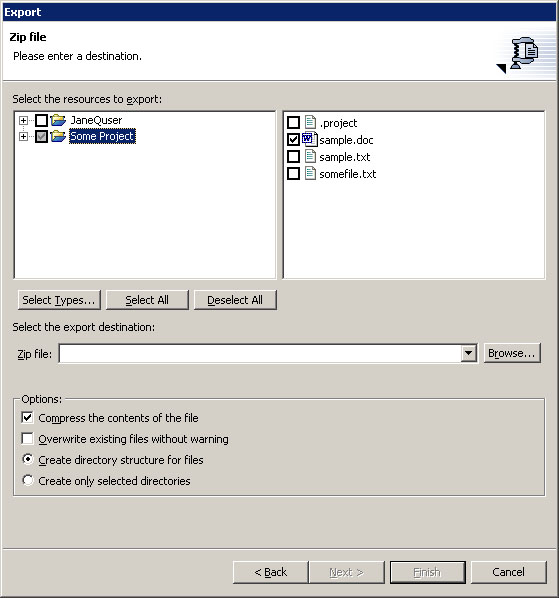 Export
Zip file
Please enter a destination.
Select the resources to export:
JaneQuser
Some Project
.project
sample.doc
sample.txt
somefile.txt
Select Types...
Select All
Deselect All
Select the export destination:
Zip file:
Browse...
Options:
Compress the contents of the file
Overwrite existing files without warning
Create directory structure for files
Create only selected directories
< Back
Next >
Finish
Cancel